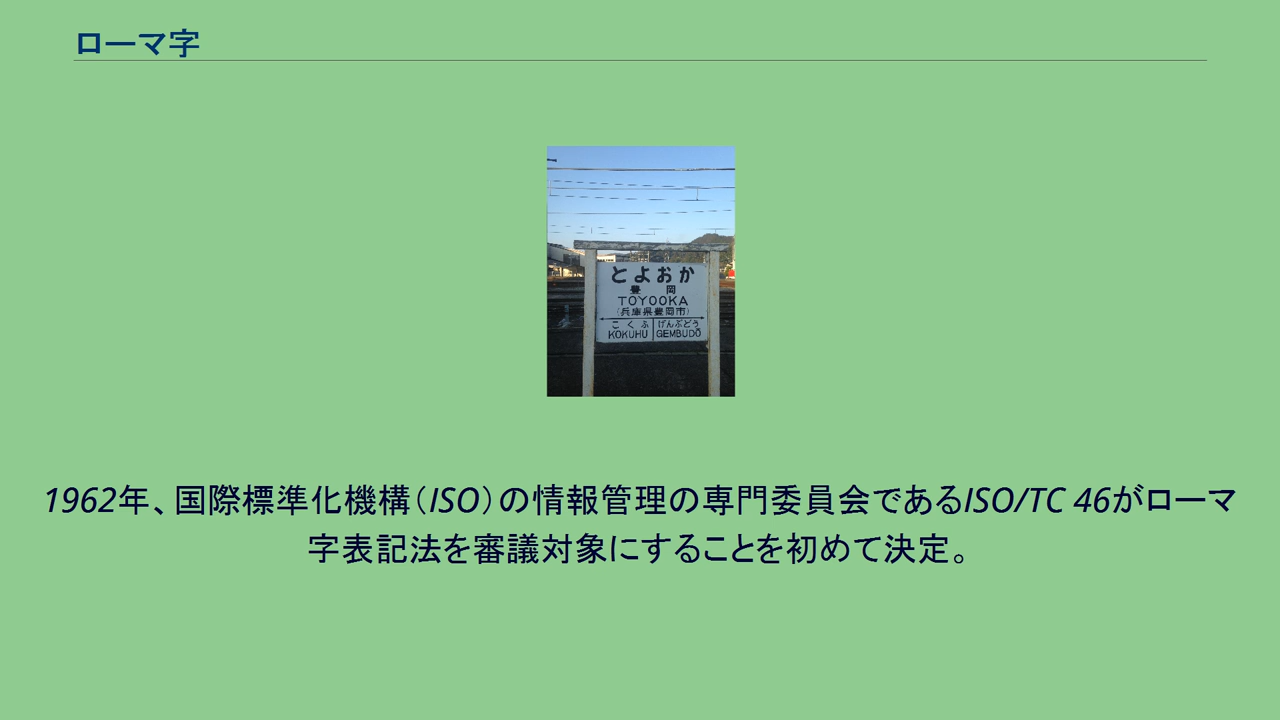 ローマ字
とよおか
豊 岡
TOYOOKA
(兵庫県豊岡市)
こくふ げんぶどう
KOKUHU GEMBUDŌ
1962年、国際標準化機構(ISO)の情報管理の専門委員会であるISO/TC 46がローマ
字表記法を審議対象にすることを初めて決定。